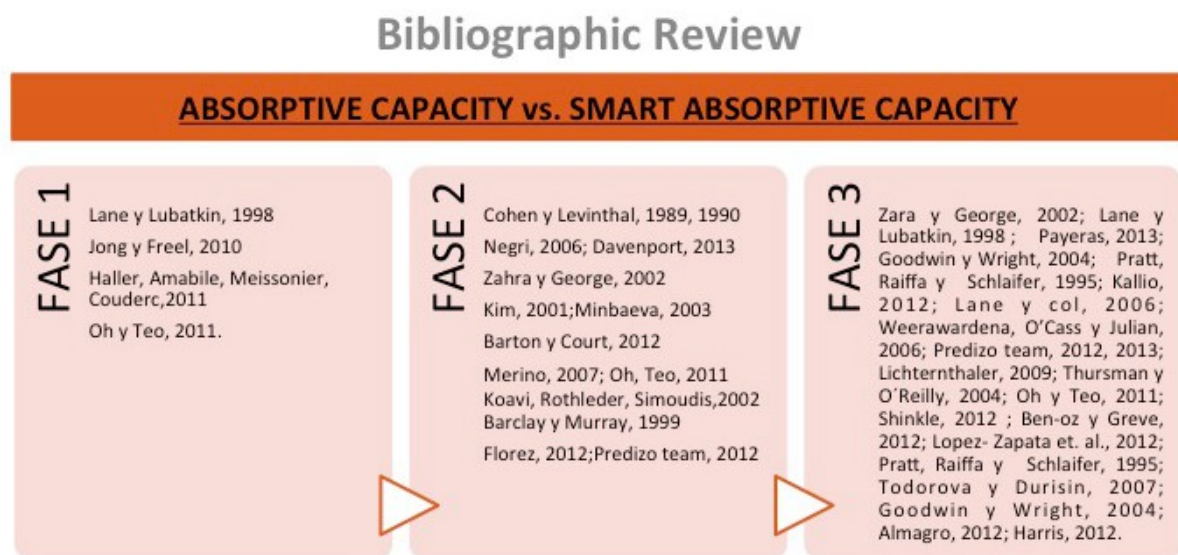 Bibliographic Review
ABSORPTIVE CAPACITY vs. SMART ABSORPTIVE CAPACITY
FASE 1
Lane y Lubatkin, 1998
Jong y Freel, 2010
Haller, Amabile, Meissonier,
Couderc,2011
Oh y Teo, 2011.
FASE 2
Cohen y Levinthal, 1989, 1990
Negri, 2006; Davenport, 2013
Zahra y George, 2002
Kim, 2001;Minbaeva, 2003
Barton y Court, 2012
Merino, 2007; Oh, Teo, 2011
Koavi, Rothleder, Simoudis,2002
Barclay y Murray, 1999
Florez, 2012;Predizo team, 2012
FASE 3
Zara y George, 2002; Lane y
Lubatkin, 1998 ; Payeras, 2013;
Goodwin y Wright, 2004; Pratt,
Raiffa y Schlaifer, 1995; Kallio,
2012; Lane y col, 2006;
Weerawardena, O’Cass y Julian,
2006; Predizo team, 2012, 2013;
Lichternthaler, 2009; Thursman y
O´Reilly, 2004; Oh y Teo, 2011;
Shinkle, 2012 ; Ben-oz y Greve,
2012; Lopez- Zapata et. al., 2012;
Pratt, Raiffa y Schlaifer, 1995;
Todorova y Durisin, 2007;
Goodwin y Wright, 2004;
Almagro, 2012; Harris, 2012.